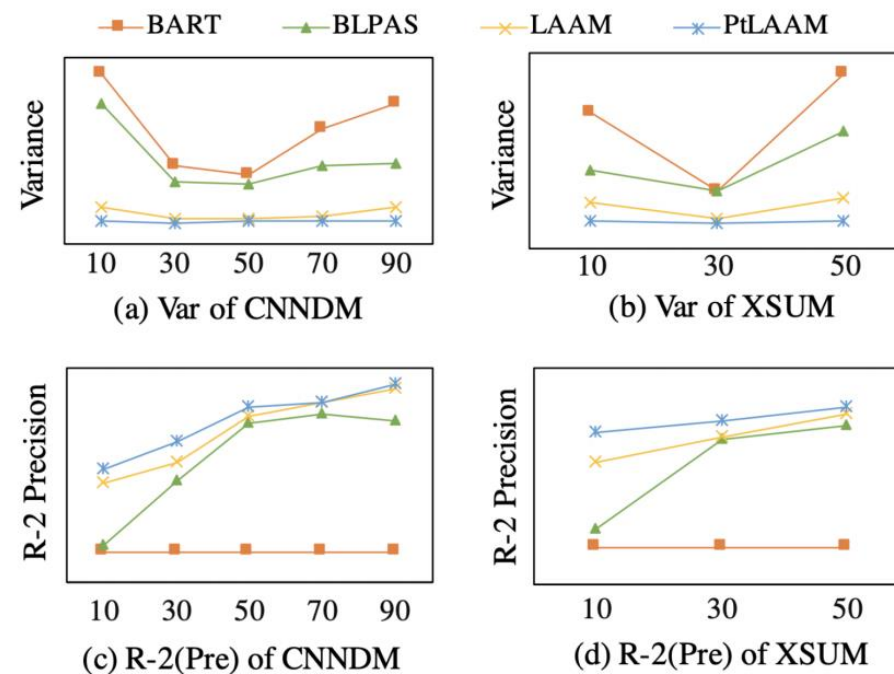 BART BLPAS LAAM PtLAAM
Variance
10 30 50 70 90
(a) Var of CNNDM
Variance
10 30 50
(b) Var of XSUM
R-2 Precision
10 30 50 70 90
(c) R-2(Pre) of CNNDM
R-2 Precision
10 30 50
(d) R-2(Pre) of XSUM